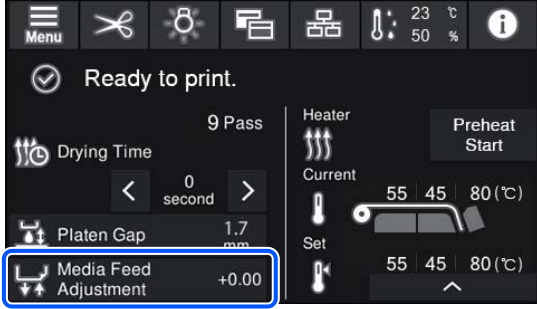 Menu
23 ℃
50 %
i
Ready to print.
9 Pass
Drying Time
0
second
Platen Gap
1.7
mm
Media Feed
Adjustment
+0.00
Heater
Preheat
Start
Current
55 45 80(℃)
Set
55 45 80(℃)